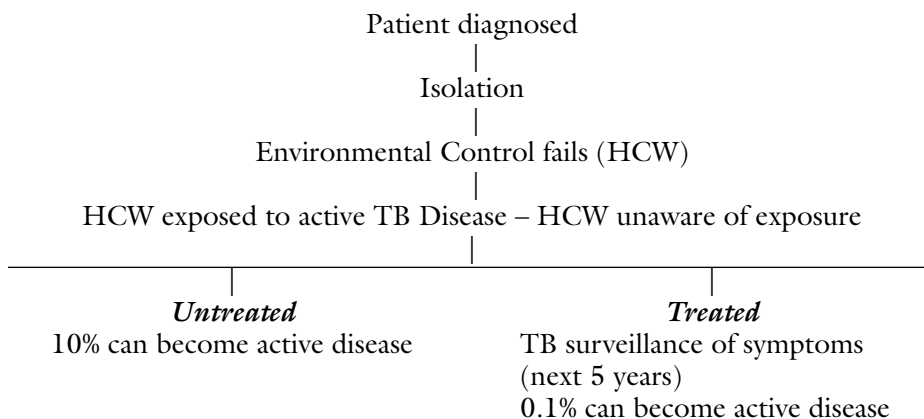 Patient diagnosed
Isolation
Environmental Control fails (HCW)
HCW exposed to active TB Disease – HCW unaware of exposure
Untreated
10% can become active disease
Treated
TB surveillance of symptoms
(next 5 years)
0.1% can become active disease